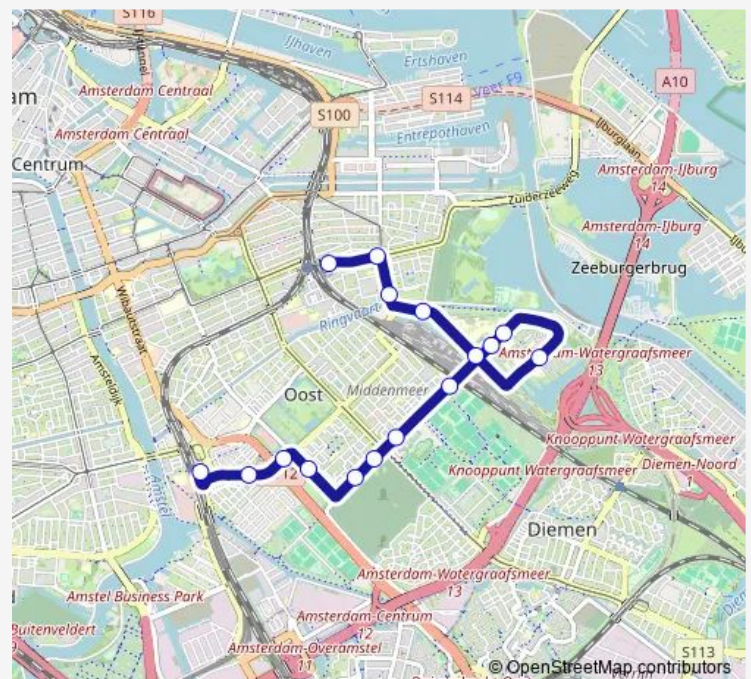 S116
IJhaven
Ertshaven
A10
Amsterdam Centraal
S114
Veer F9
am
S100
IJburglaan
Amsterdam Centraal
Entrepothaven
Centrum
Amsterdam-IJburg
14
Zuiderzeeweg
Amsterdam-IJburg
14
Zeeburgerbrug
Wibautstraat
Ringvaart
Amsterdam-Watergraafsmeer
13
Amsteldijk
Oost
Middenmeer
Knooppunt Watergraafsmeer
Diemen-Noord
1
Knooppunt Watergraafsmeer
12
Amstel
Diemen
Amsterdam-Watergraafsmeer
13
Amstel Business Park
Amsterdam-Centrum
12
Buitenveldert
9
Amsterdam-Overamstel
11
S113
© OpenStreetMap contributors